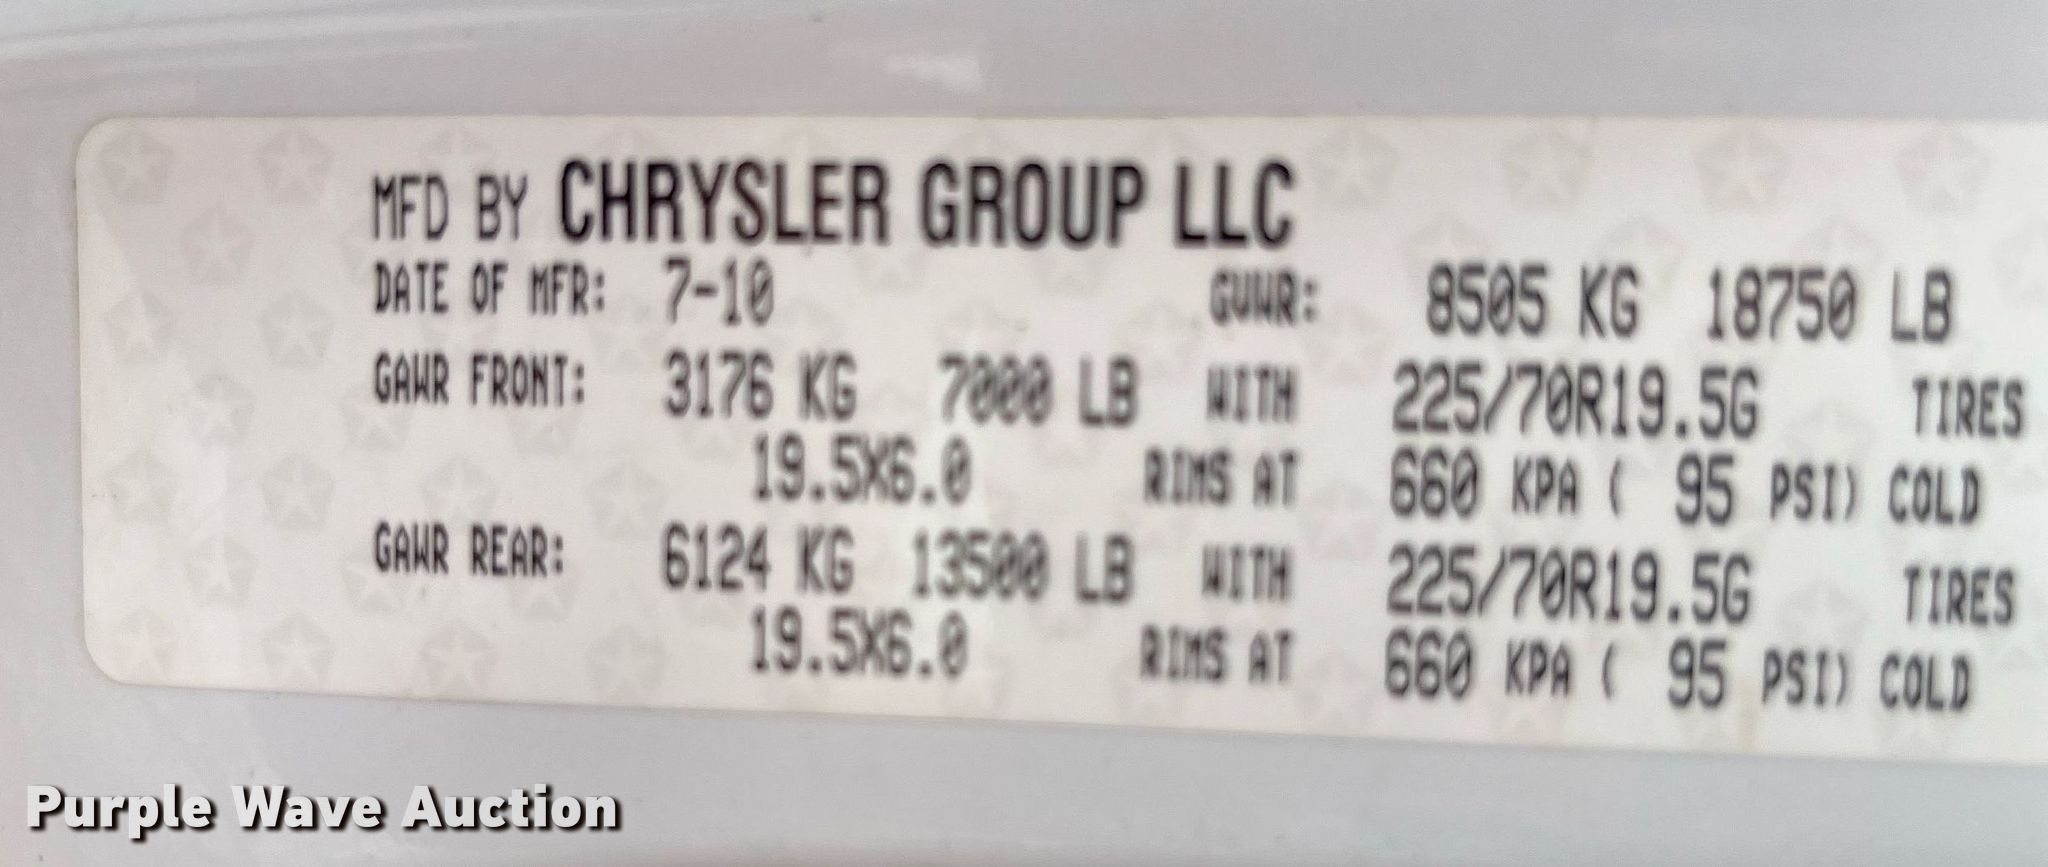 MFD BY CHRYSLER GROUP LLC
DATE OF MFR: 7-10 GVWR: 8505 KG 18750 LB
GAWR FRONT: 3176 KG 7000 LB WITH 225/70R19.5G TIRES
19.5X6.0 RIMS AT 660 KPA ( 95 PSI) COLD
GAWR REAR: 6124 KG 13500 LB WITH 225/70R19.5G TIRES
19.5X6.0 RIMS AT 660 KPA ( 95 PSI) COLD
Purple Wave Auction